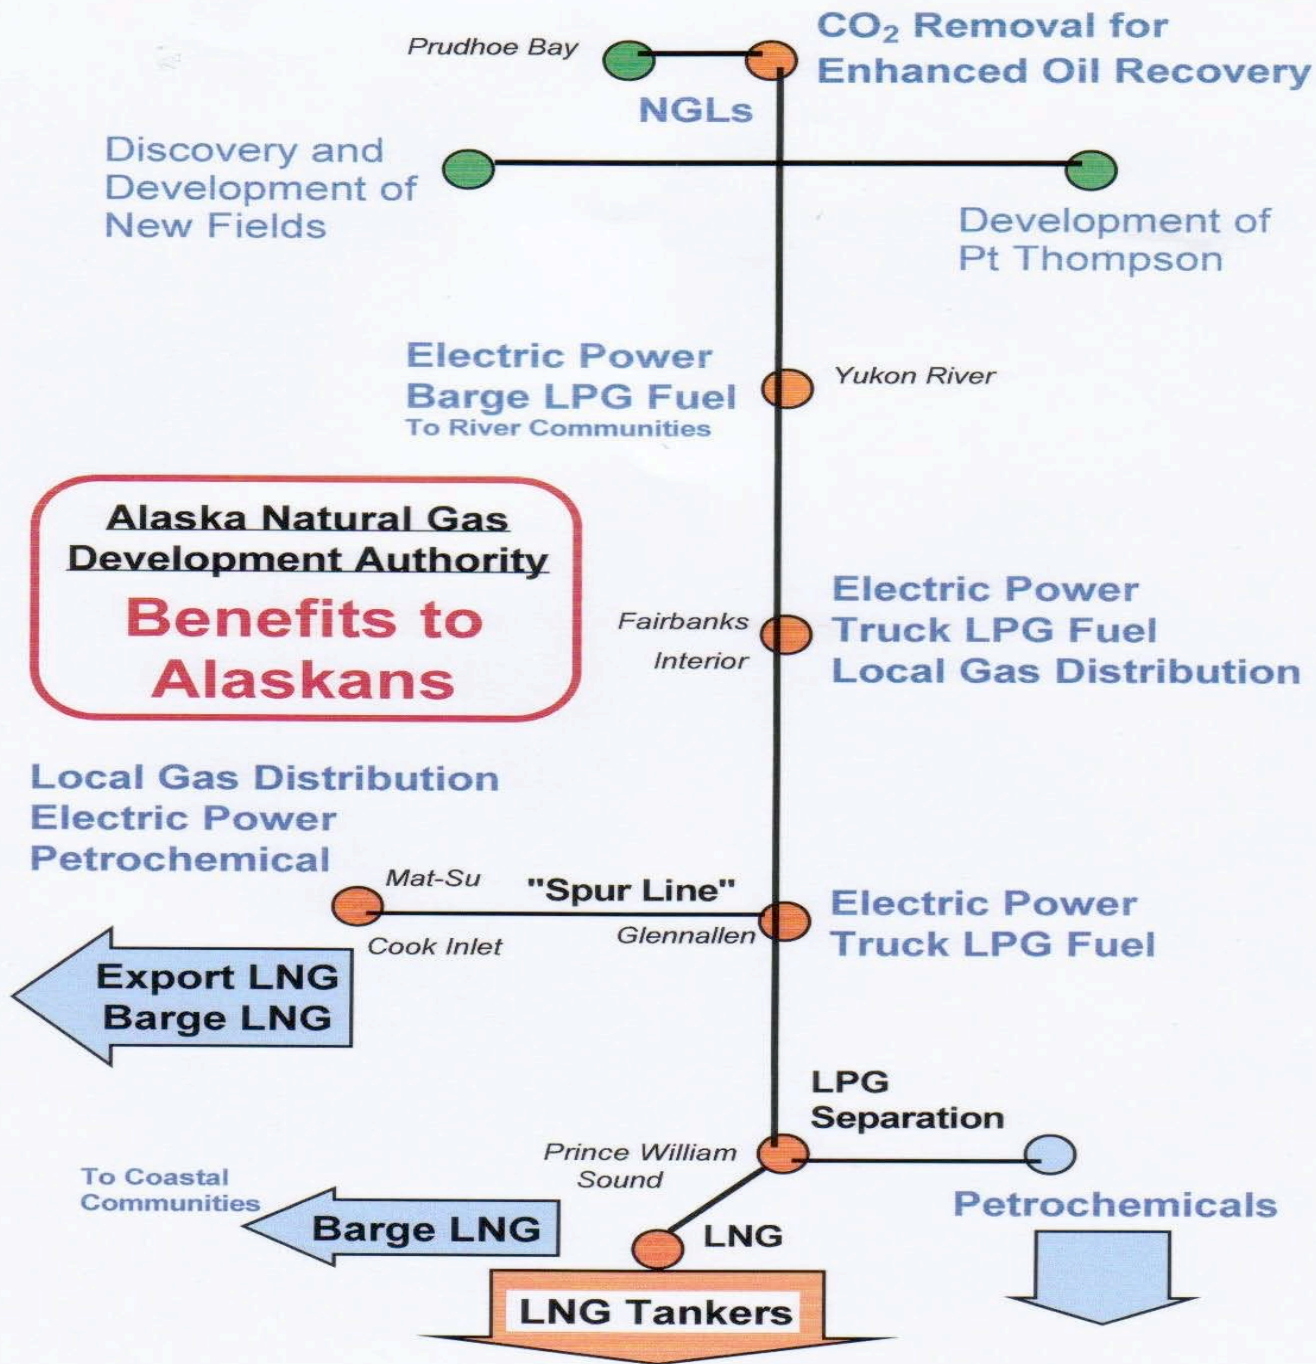 Prudhoe Bay
CO₂ Removal for
Enhanced Oil Recovery
NGLs
Discovery and
Development of
New Fields
Development of
Pt Thompson
Electric Power
Barge LPG Fuel
To River Communities
Yukon River
Alaska Natural Gas
Development Authority
Benefits to
Alaskans
Fairbanks
Interior
Electric Power
Truck LPG Fuel
Local Gas Distribution
Local Gas Distribution
Electric Power
Petrochemical
Mat-Su
"Spur Line"
Cook Inlet
Glennallen
Electric Power
Truck LPG Fuel
Export LNG
Barge LNG
LPG
Separation
Prince William
Sound
To Coastal
Communities
Barge LNG
LNG
Petrochemicals
LNG Tankers